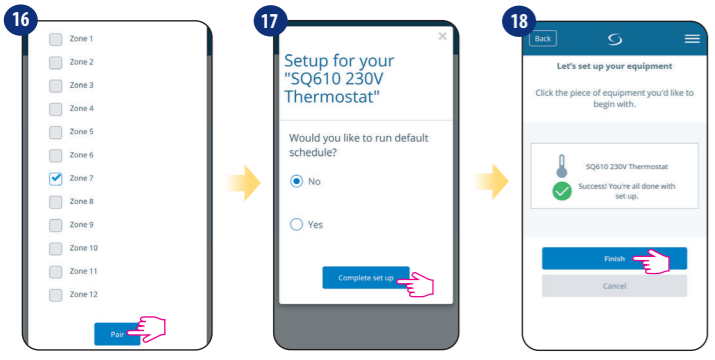 16
Zone 1
Zone 2
Zone 3
Zone 4
Zone 5
Zone 6
Zone 7
Zone 8
Zone 9
Zone 10
Zone 11
Zone 12
Pair
17
×
Setup for your
"SQ610 230V
Thermostat"
Would you like to run default
schedule?
No
Yes
Complete set up
18
Back
Let's set up your equipment
Click the piece of equipment you'd like to
begin with.
SQ610 230V Thermostat
Success! You're all done with
set up.
Finish
Cancel